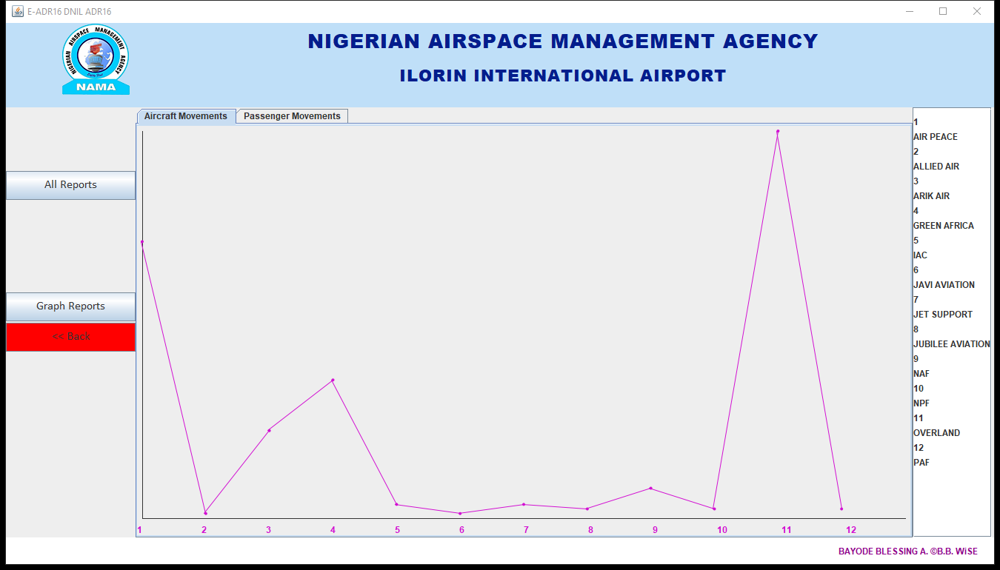 E-ADR16 DNIL ADR16
NIGERIAN AIRSPACE MANAGEMENT AGENCY
NAMA
NIGERIAN AIRSPACE MANAGEMENT AGENCY
ILORIN INTERNATIONAL AIRPORT
Aircraft Movements
Passenger Movements
All Reports
Graph Reports
<< Back
1 2 3 4 5 6 7 8 9 10 11 12
1
AIR PEACE
2
ALLIED AIR
3
ARIK AIR
4
GREEN AFRICA
5
IAC
6
JAVI AVIATION
7
JET SUPPORT
8
JUBILEE AVIATION
9
NAF
10
NPF
11
OVERLAND
12
PAF
BAYODE BLESSING A. ©B.B. WiSE